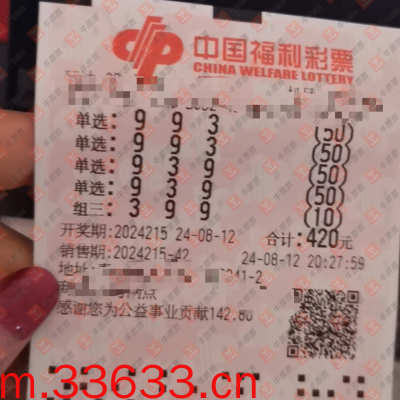 中国福利彩票
CHINA WELFARE LOTTERY
单选: 9 9 3 (50)
单选: 9 9 3 (50)
单选: 9 3 9 (50)
单选: 9 3 9 (50)
组三: 3 9 9 (10)
开奖期:2024215 24-08-12 合计:420元
销售期:2024215-42 24-08-12 20:27:59
地址:
感谢您为公益事业贡献142.80
m.33633.cn